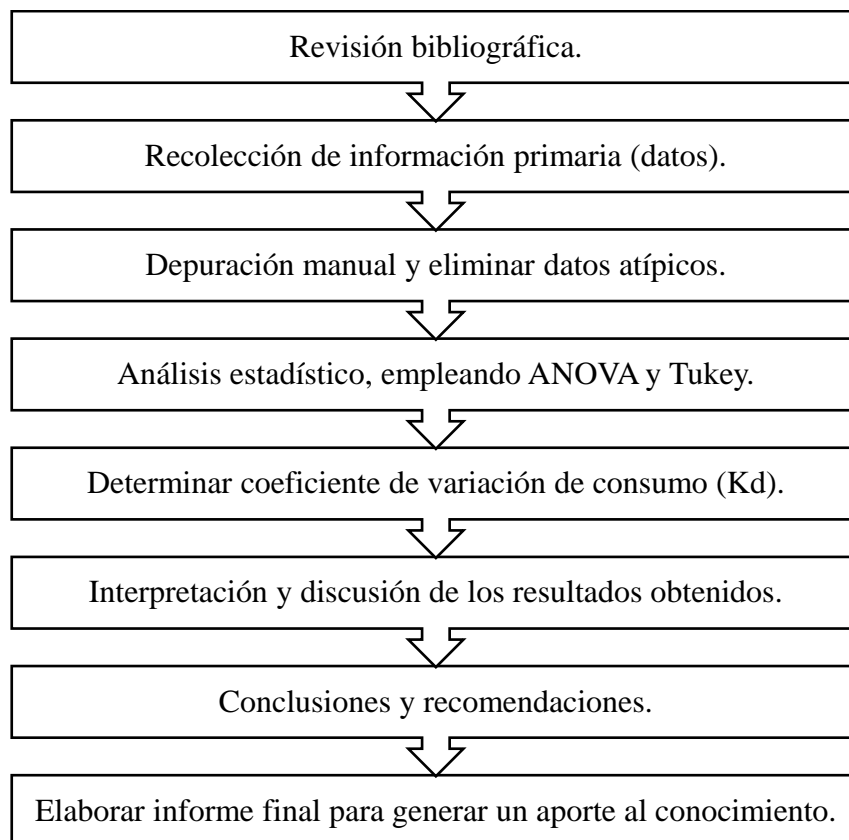 Revisión bibliográfica.
Recolección de información primaria (datos).
Depuración manual y eliminar datos atípicos.
Análisis estadístico, empleando ANOVA y Tukey.
Determinar coeficiente de variación de consumo (Kd).
Interpretación y discusión de los resultados obtenidos.
Conclusiones y recomendaciones.
Elaborar informe final para generar un aporte al conocimiento.